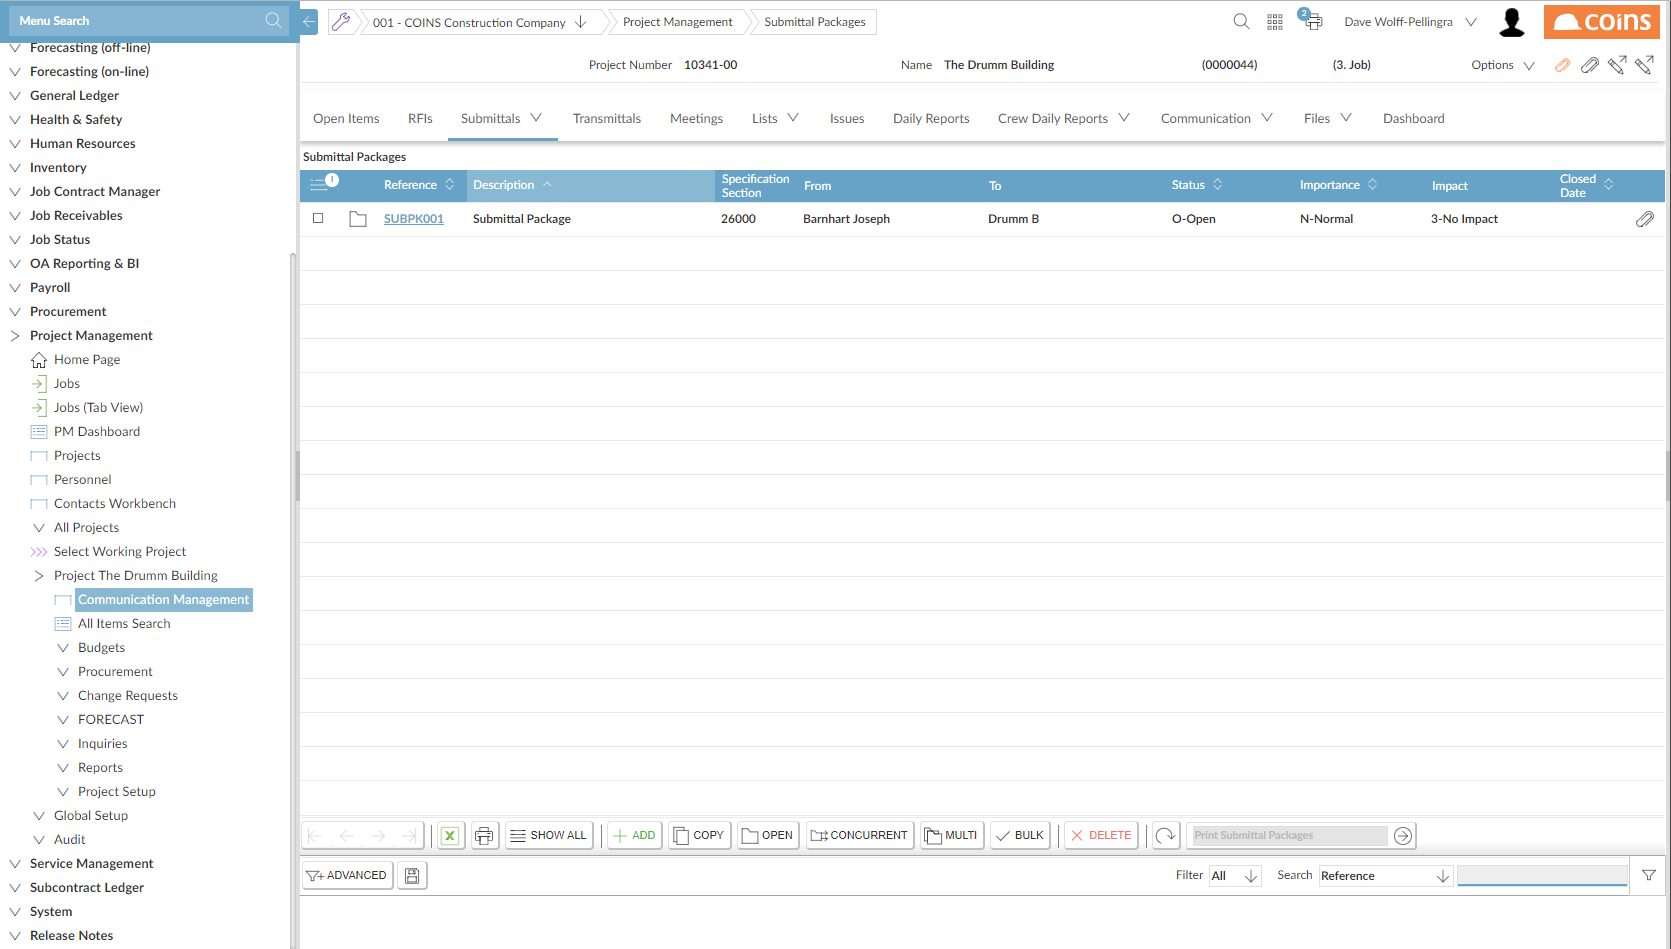 Menu Search
001 - COINS Construction Company
Project Management
Submittal Packages
2
Dave Wolff-Pellingra
coins
Forecasting (off-line)
Forecasting (on-line)
General Ledger
Health & Safety
Human Resources
Inventory
Job Contract Manager
Job Receivables
Job Status
OA Reporting & BI
Payroll
Procurement
Project Management
Home Page
Jobs
Jobs (Tab View)
PM Dashboard
Projects
Personnel
Contacts Workbench
All Projects
Select Working Project
Project The Drumm Building
Communication Management
All Items Search
Budgets
Procurement
Change Requests
FORECAST
Inquiries
Reports
Project Setup
Global Setup
Audit
Service Management
Subcontract Ledger
System
Release Notes
Project Number 10341-00 Name The Drumm Building (0000044) (3. Job) Options
Open Items RFIs Submittals Transmittals Meetings Lists Issues Daily Reports Crew Daily Reports Communication Files Dashboard
Submittal Packages
1 Reference Description Specification Section From To Status Importance Impact Closed Date
SUBPK001 Submittal Package 26000 Barnhart Joseph Drumm B O-Open N-Normal 3-No Impact
SHOW ALL ADD COPY OPEN CONCURRENT MULTI BULK DELETE Print Submittal Packages
ADVANCED Filter All Search Reference